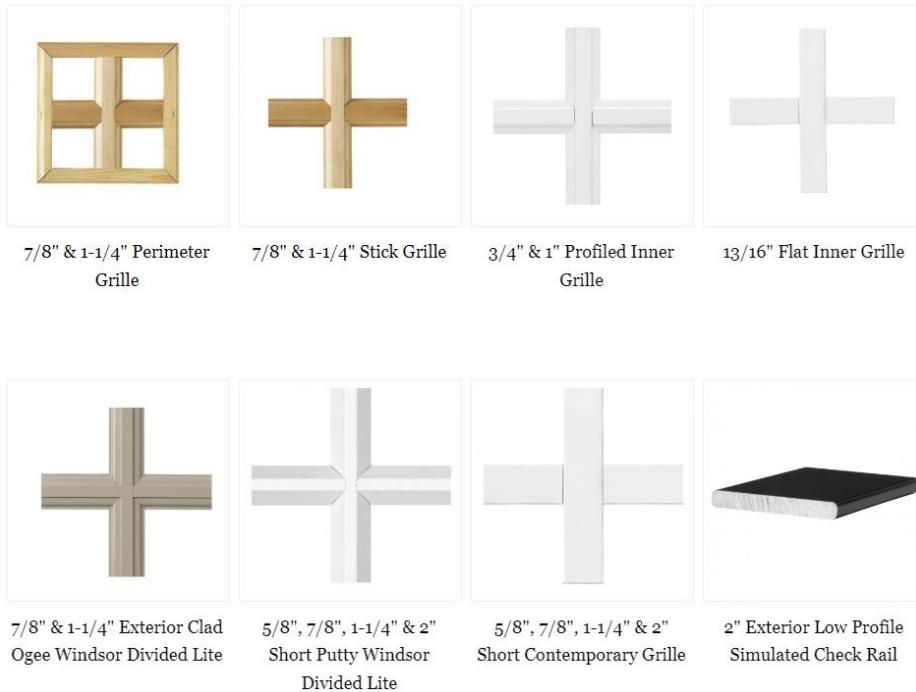 7/8" & 1-1/4" Perimeter
Grille
7/8" & 1-1/4" Stick Grille
3/4" & 1" Profiled Inner
Grille
13/16" Flat Inner Grille
7/8" & 1-1/4" Exterior Clad
Ogee Windsor Divided Lite
5/8", 7/8", 1-1/4" & 2"
Short Putty Windsor
Divided Lite
5/8", 7/8", 1-1/4" & 2"
Short Contemporary Grille
2" Exterior Low Profile
Simulated Check Rail